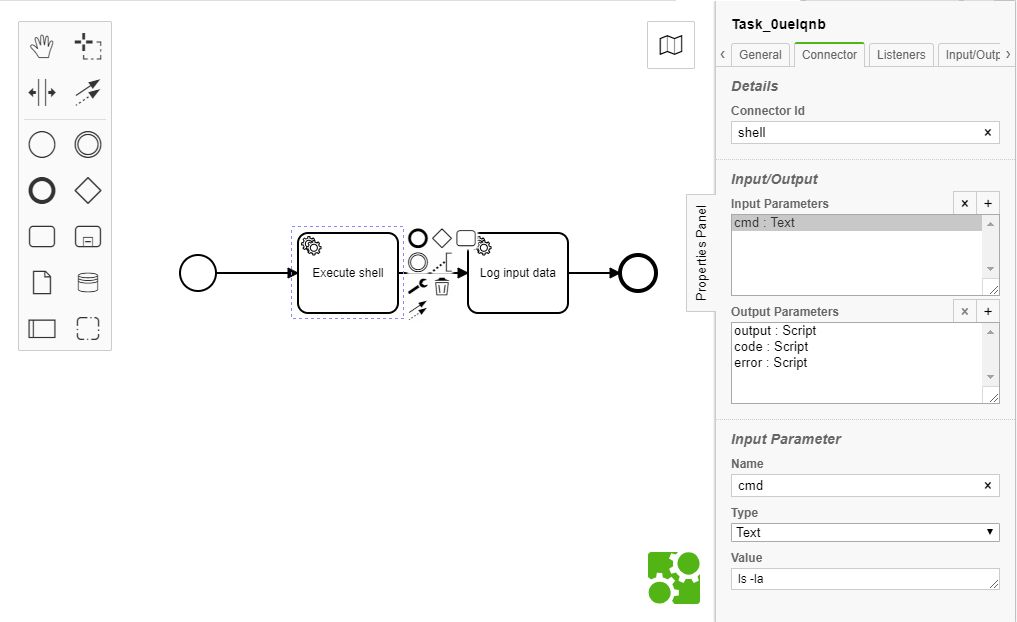 Task_0uelqnb
General
Connector
Listeners
Input/Outp
Details
Connector Id
shell
Input/Output
Input Parameters
cmd : Text
Output Parameters
output : Script
code : Script
error : Script
Input Parameter
Name
cmd
Type
Text
Value
ls -la
Properties Panel
Execute shell
Log input data